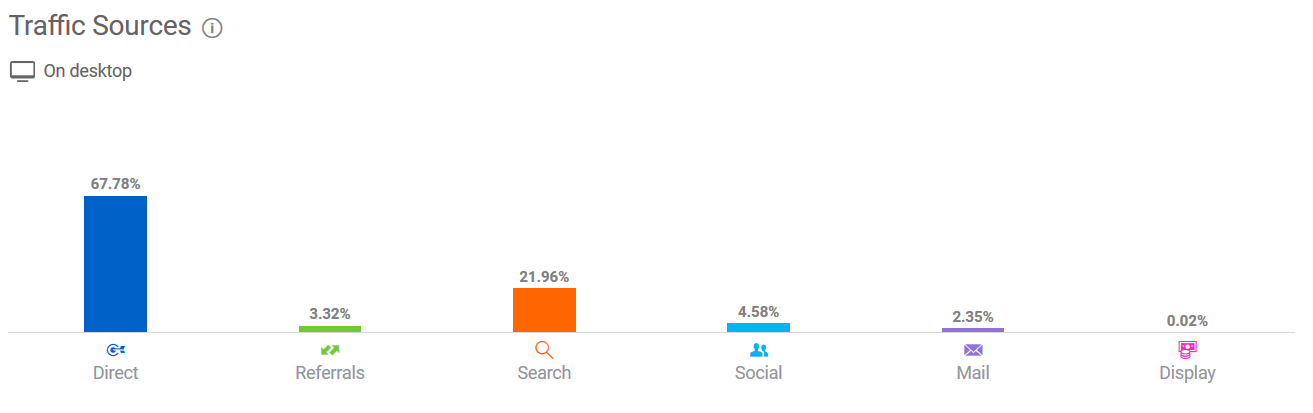 Traffic Sources
On desktop
67.78%
3.32%
21.96%
4.58%
2.35%
0.02%
Direct
Referrals
Search
Social
Mail
Display